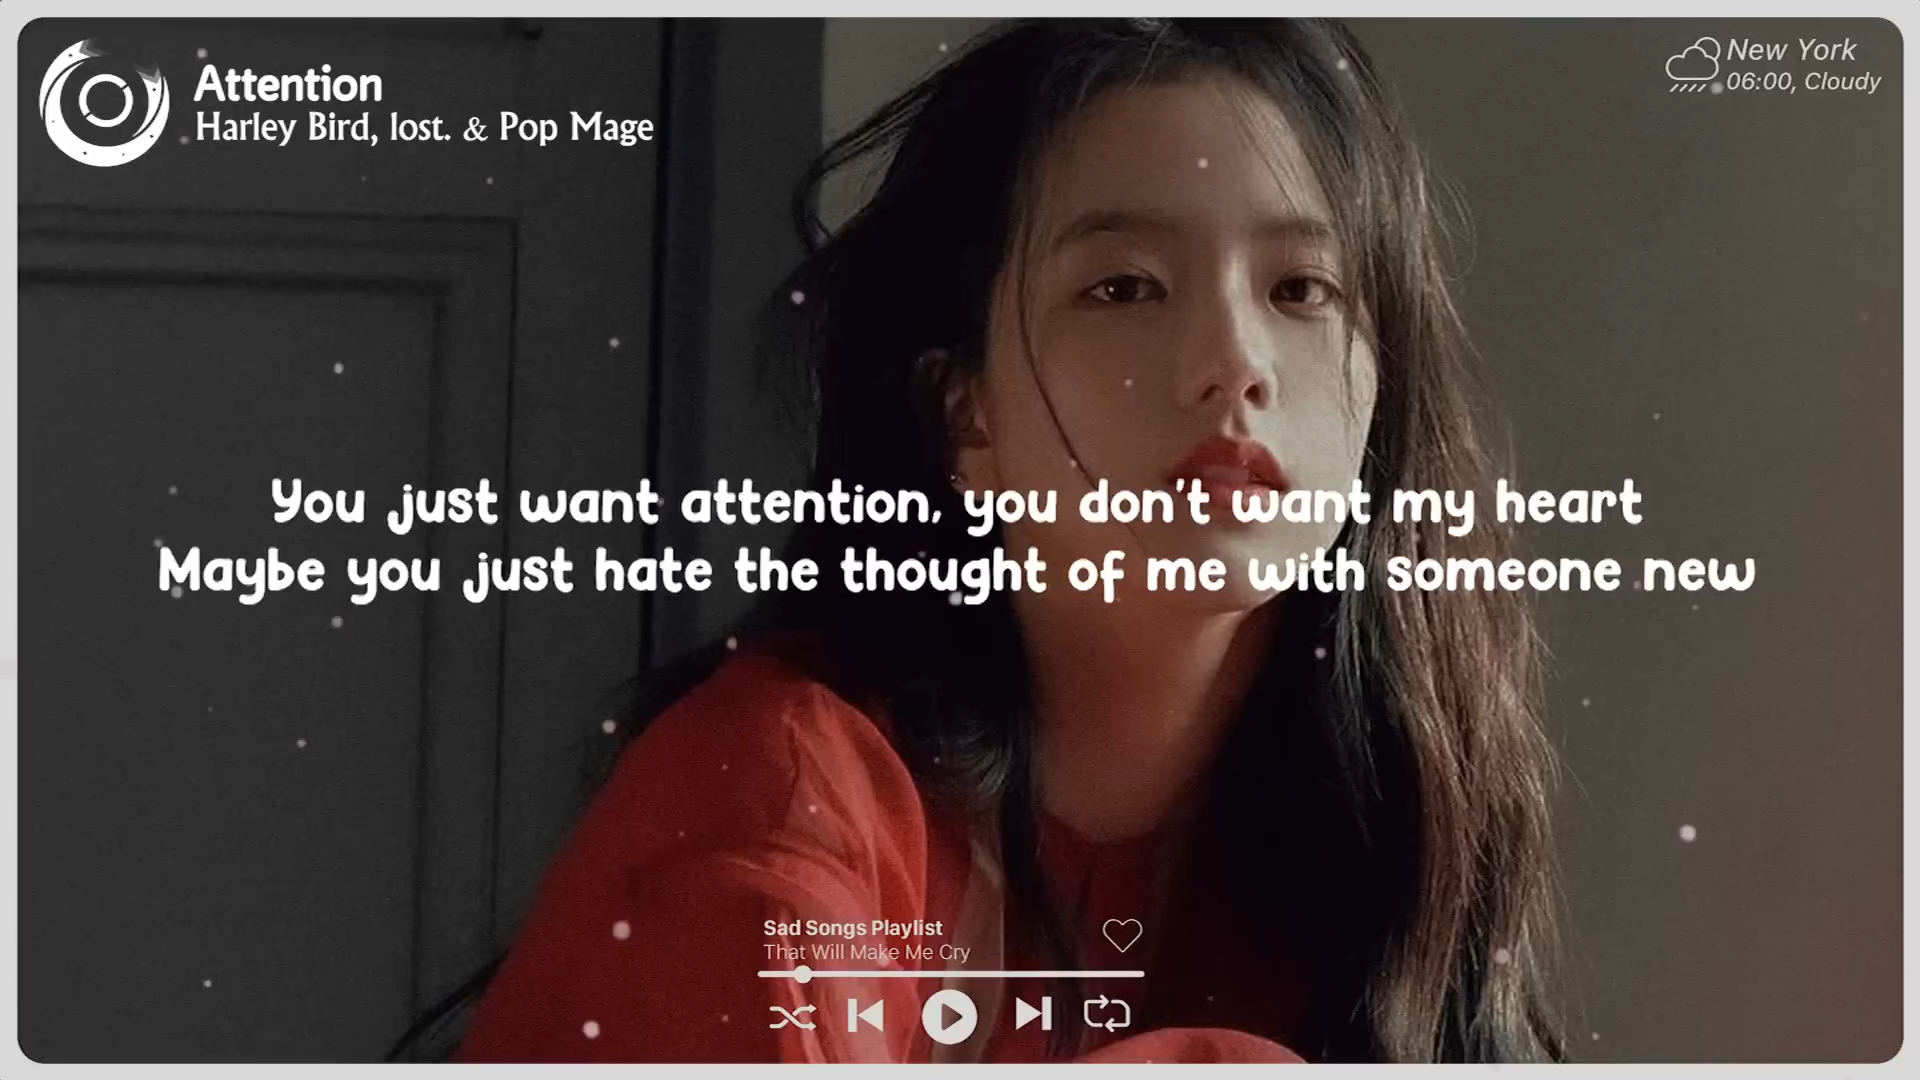 Attention
Harley Bird, lost. & Pop Mage
New York
06:00, Cloudy
You just want attention, you don't want my heart
Maybe you just hate the thought of me with someone new
Sad Songs Playlist
That Will Make Me Cry